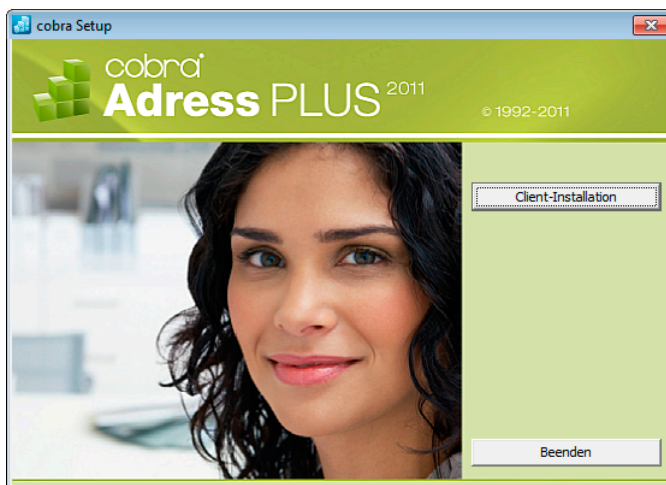 cobra Setup
cobra
Adress PLUS 2011
© 1992-2011
Client-Installation
Beenden